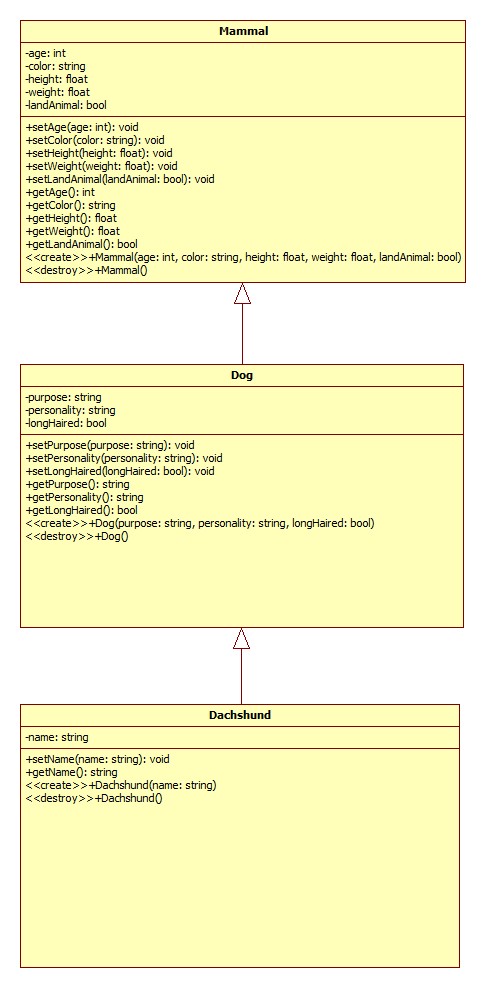 Mammal
-age: int
-color: string
-height: float
-weight: float
-landAnimal: bool
+setAge(age: int): void
+setColor(color: string): void
+setHeight(height: float): void
+setWeight(weight: float): void
+setLandAnimal(landAnimal: bool): void
+getAge(): int
+getColor(): string
+getHeight(): float
+getWeight(): float
+getLandAnimal(): bool
<<create>>+Mammal(age: int, color: string, height: float, weight: float, landAnimal: bool)
<<destroy>>+Mammal()
Dog
-purpose: string
-personality: string
-longHaired: bool
+setPurpose(purpose: string): void
+setPersonality(personality: string): void
+setLongHaired(longHaired: bool): void
+getPurpose(): string
+getPersonality(): string
+getLongHaired(): bool
<<create>>+Dog(purpose: string, personality: string, longHaired: bool)
<<destroy>>+Dog()
Dachshund
-name: string
+setName(name: string): void
+getName(): string
<<create>>+Dachshund(name: string)
<<destroy>>+Dachshund()